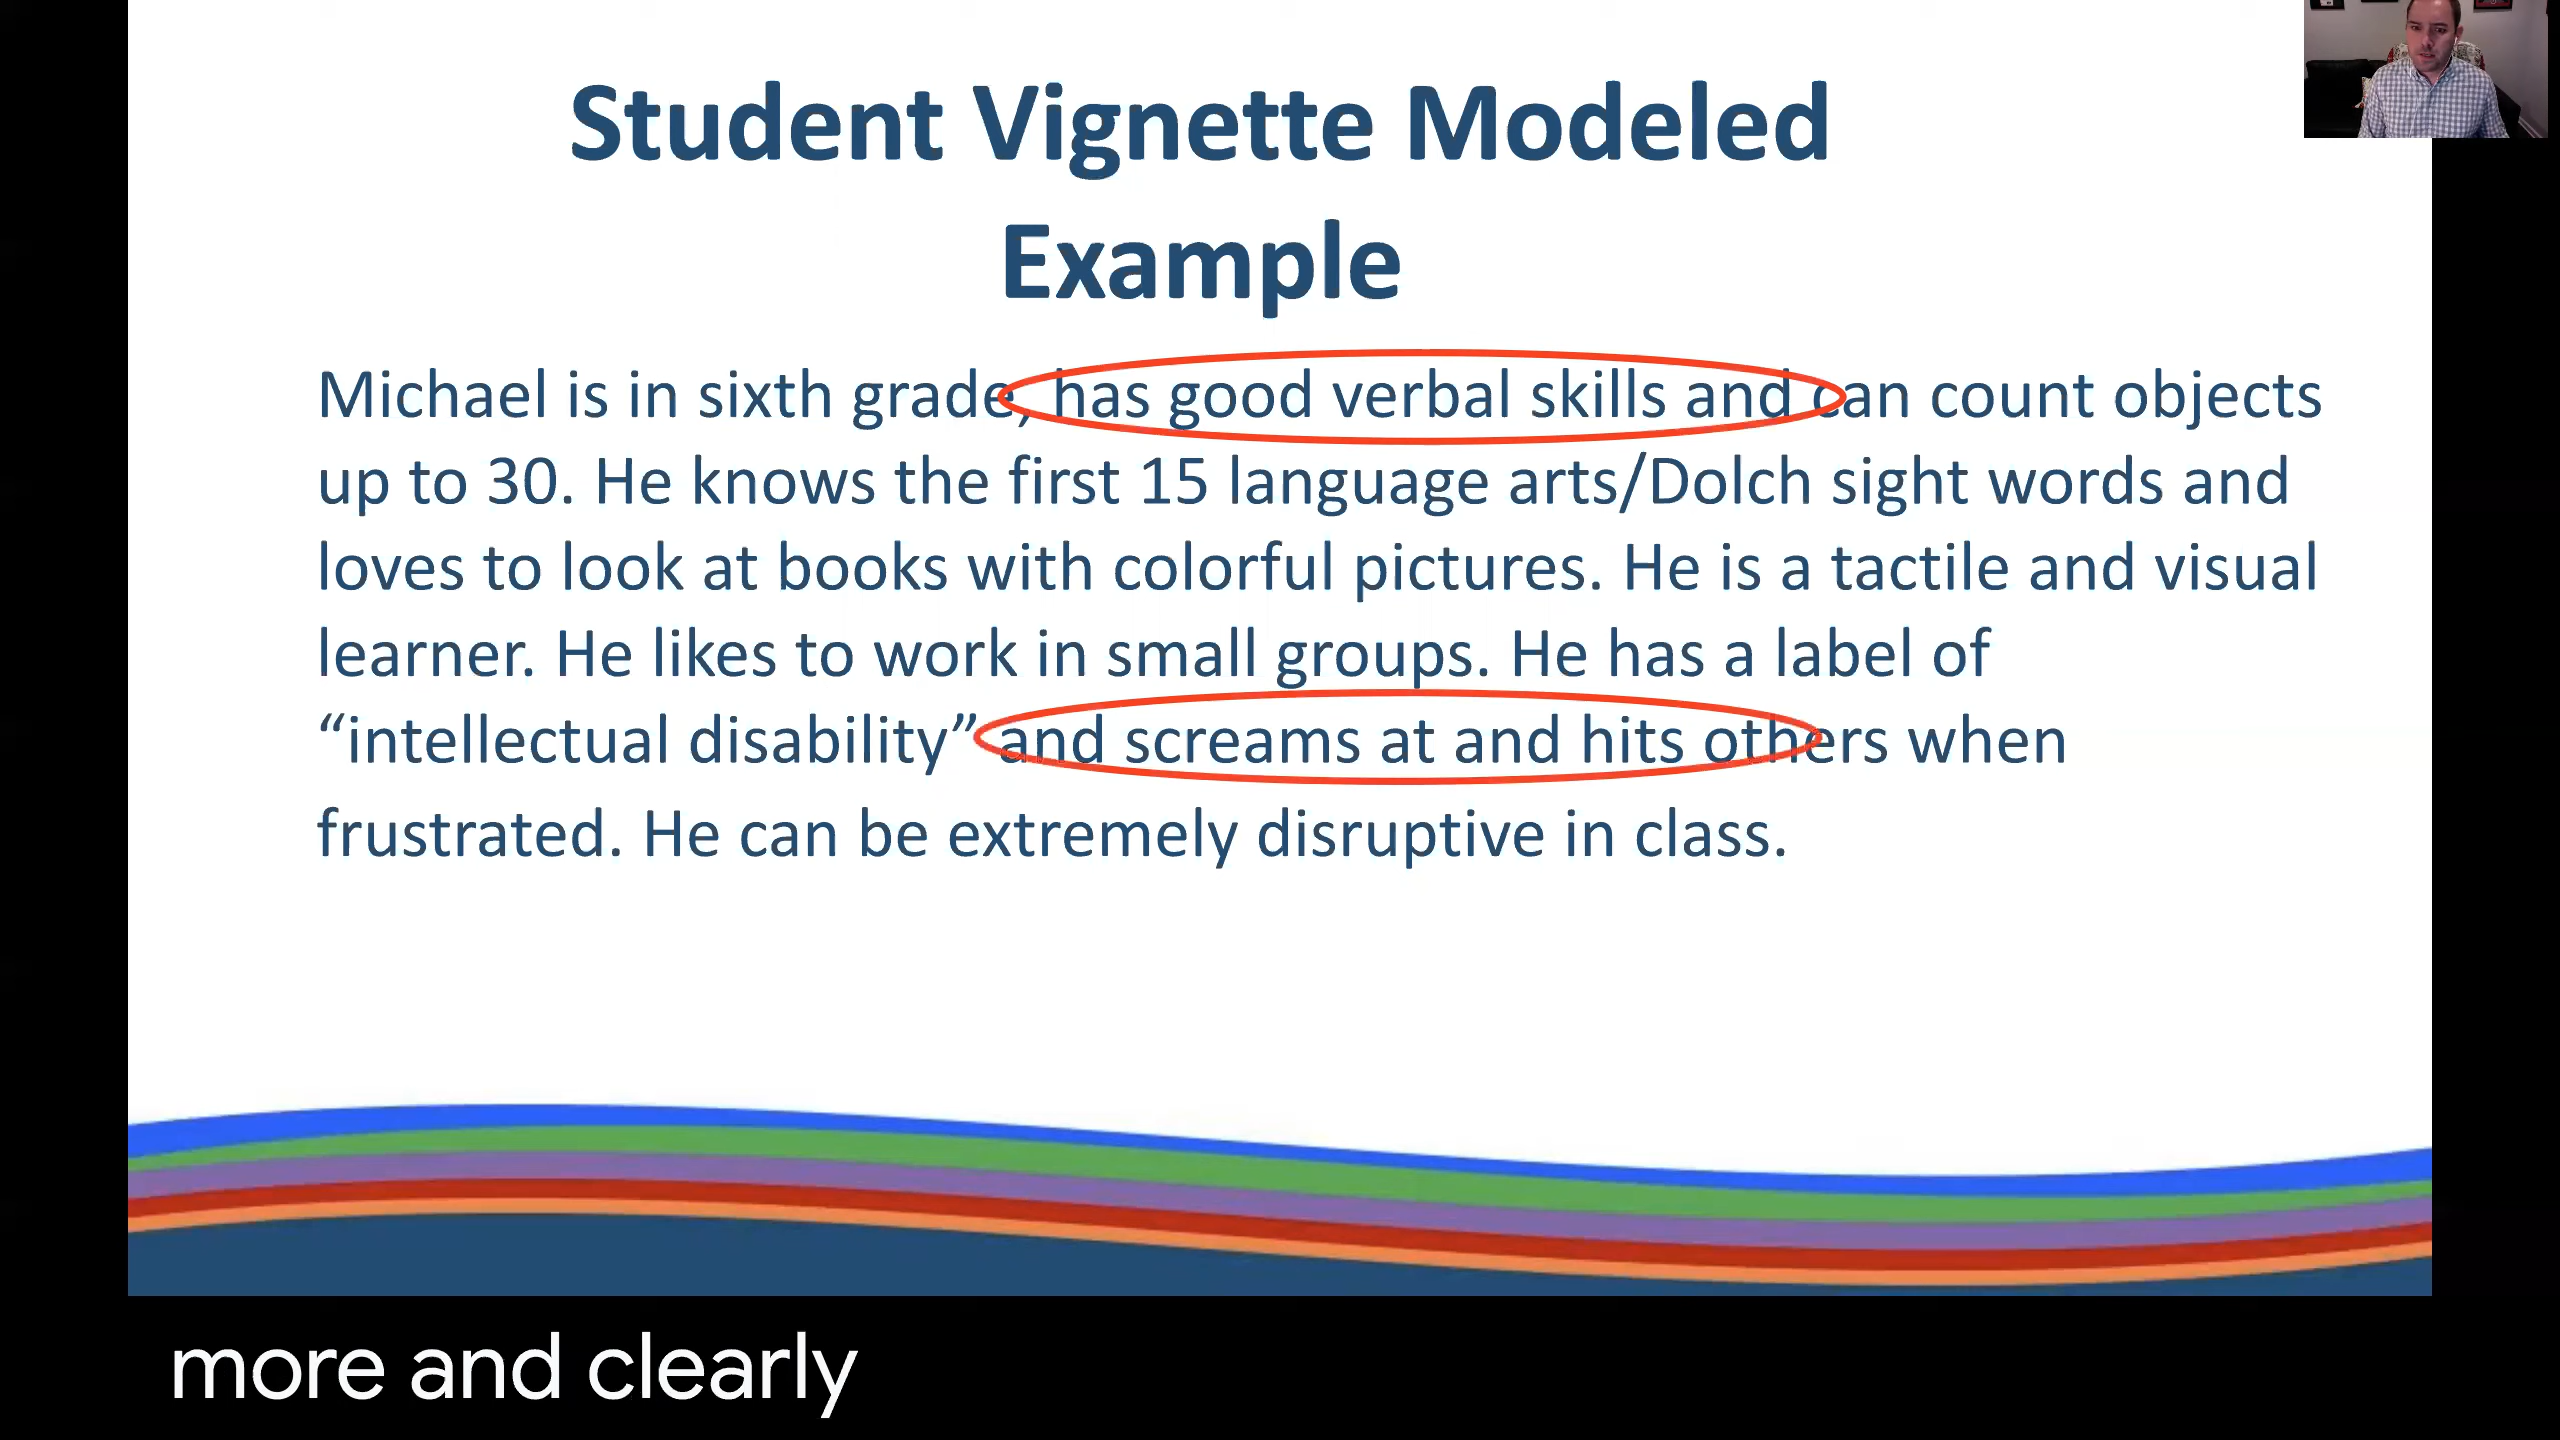 Student Vignette Modeled
Example
Michael is in sixth grade, has good verbal skills and can count objects
up to 30. He knows the first 15 language arts/Dolch sight words and
loves to look at books with colorful pictures. He is a tactile and visual
learner. He likes to work in small groups. He has a label of
“intellectual disability” and screams at and hits others when
frustrated. He can be extremely disruptive in class.
more and clearly